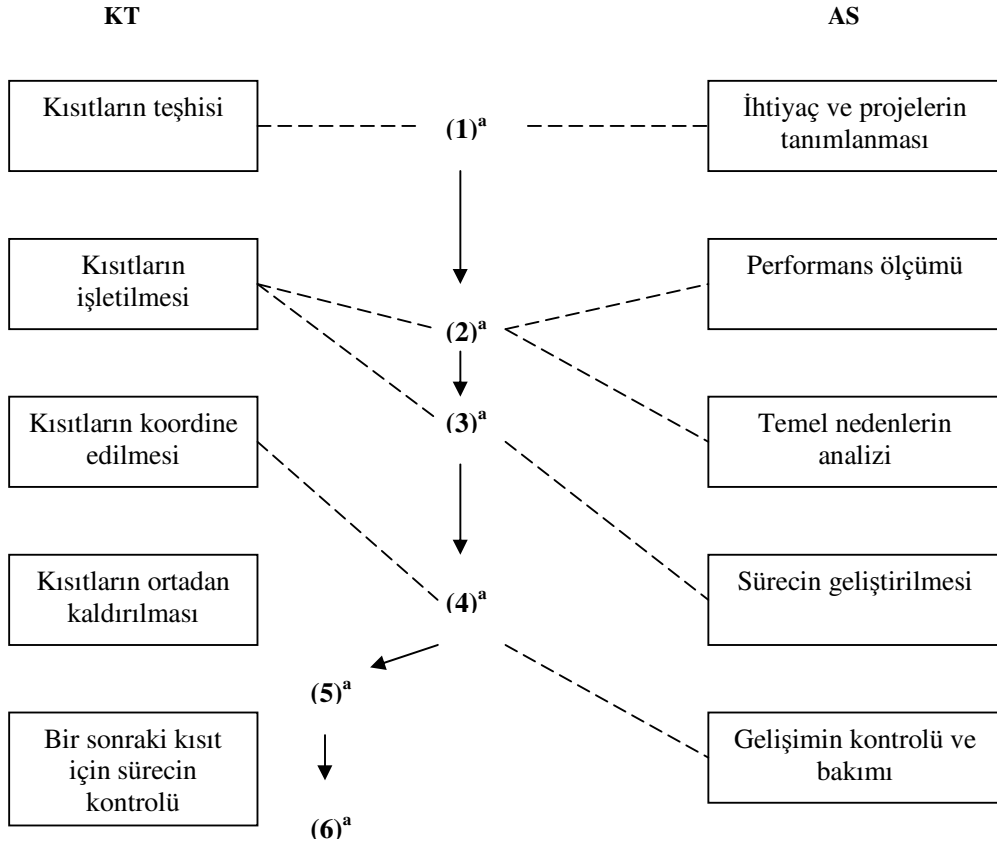 KT
AS
Kısıtların teşhisi
(1)a
İhtiyaç ve projelerin
tanımlanması
Kısıtların
işletilmesi
Performans ölçümü
(2)a
Kısıtların koordine
edilmesi
(3)a
Temel nedenlerin
analizi
Kısıtların ortadan
kaldırılması
(4)a
Sürecin geliştirilmesi
(5)a
Bir sonraki kısıt
için sürecin
kontrolü
Gelişimin kontrolü ve
bakımı
(6)a